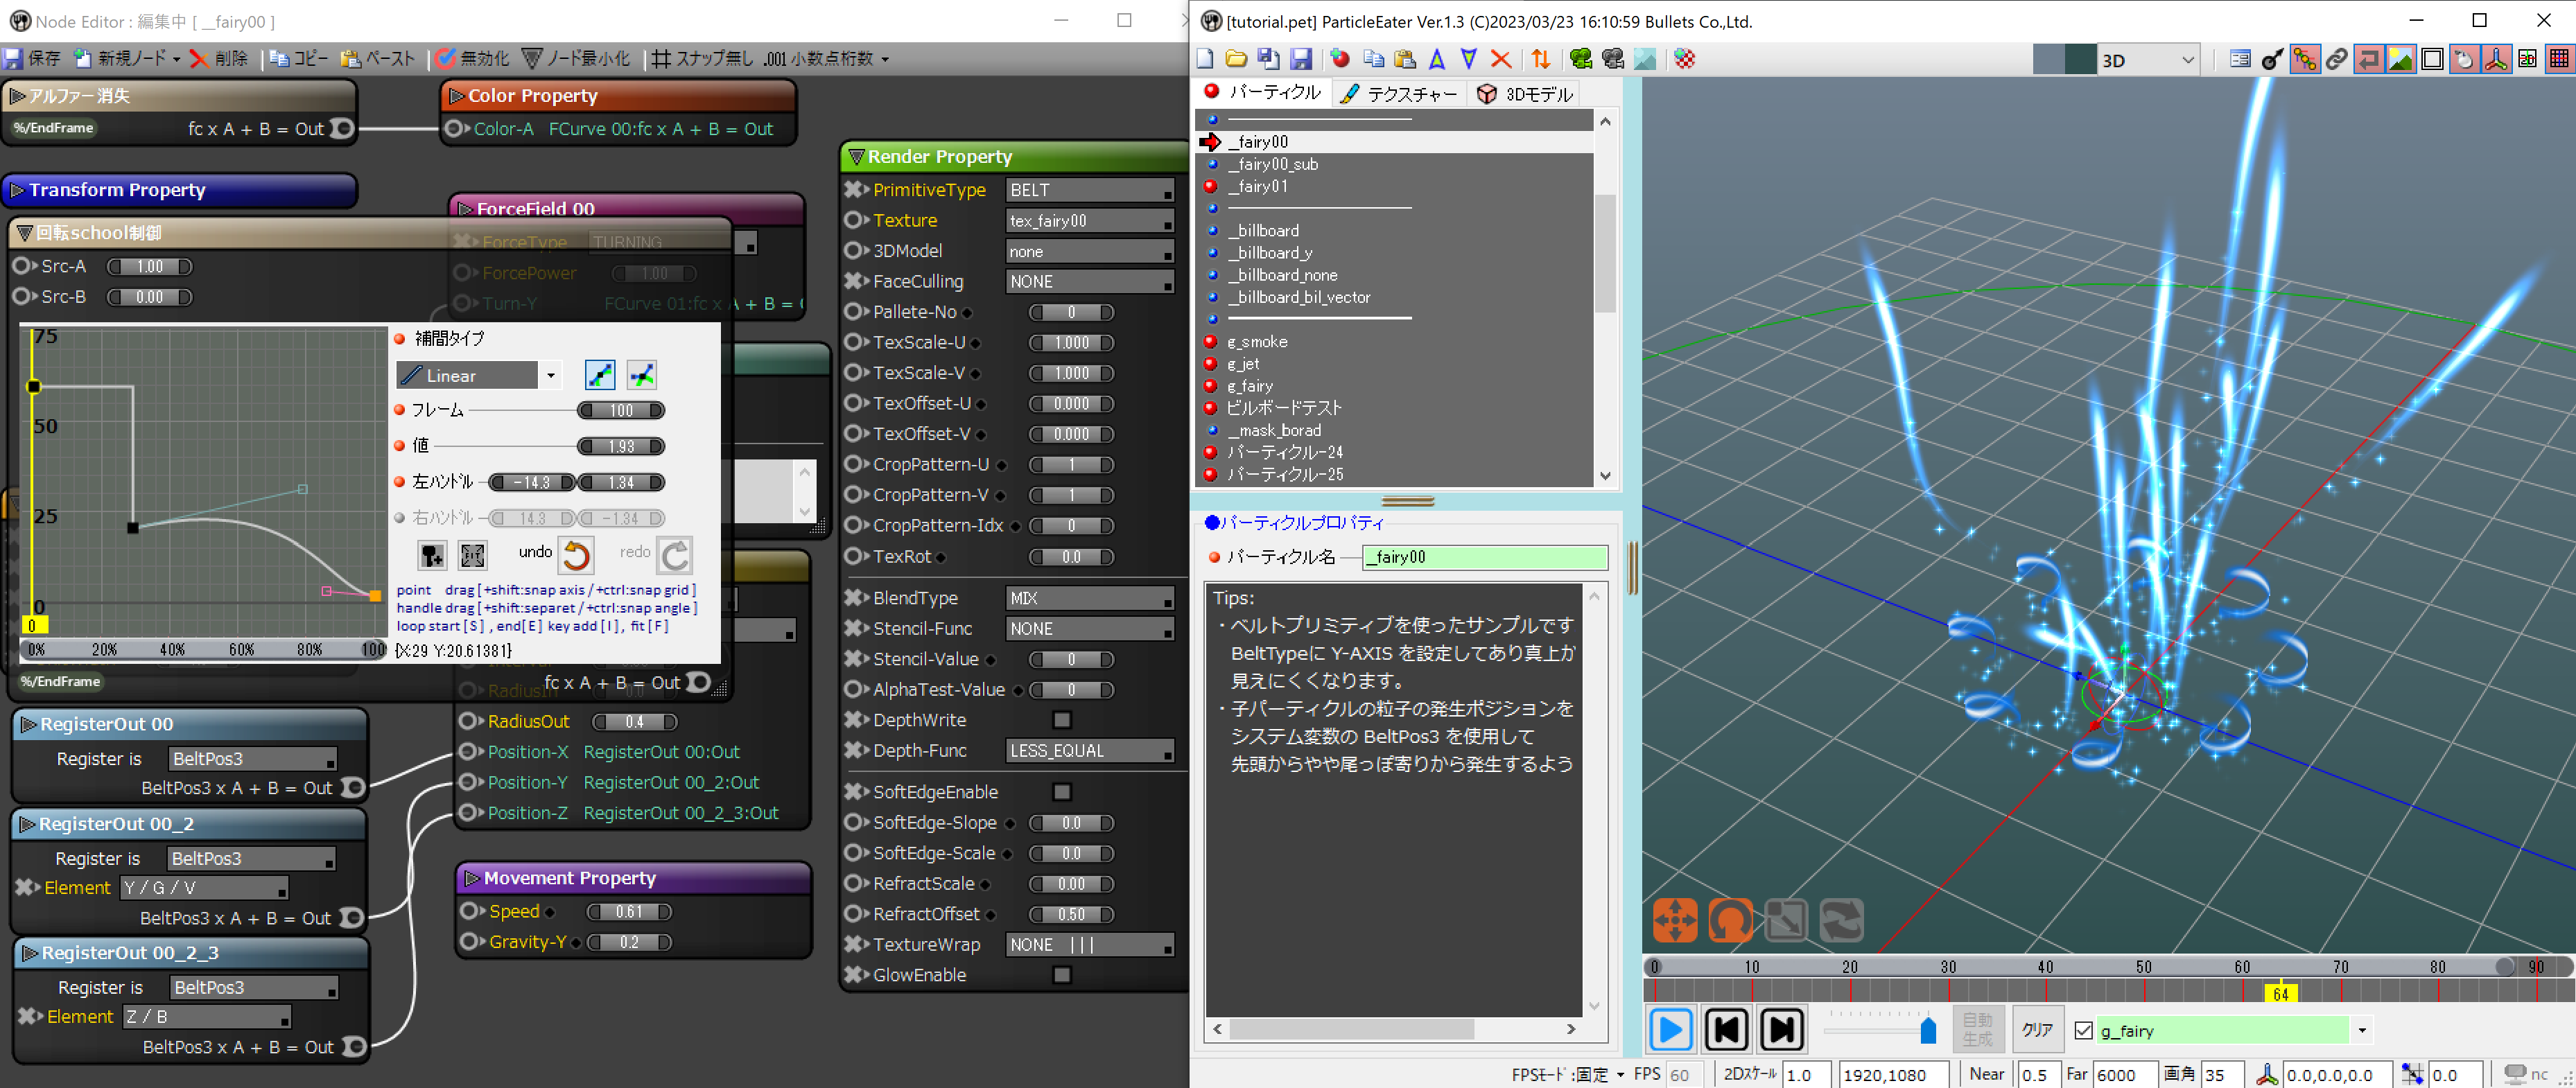 Node Editor : 編集中 [ __fairy00 ]
保存 新規ノード 削除 コピー ペースト 無効化 ノード最小化 スナップ無し .001 小数点桁数
アルファー消失
%/EndFrame fc x A + B = Out
Color Property
Color-A FCurve 00:fc x A + B = Out
Transform Property
ForceField 00
ForceType TURNING
ForcePower 1.00
Turn-Y FCurve 01:fc x A + B = (
回転school制御
Src-A 1.00
Src-B 0.00
75
50
25
0
0
0% 20% 40% 60% 80% 100
補間タイプ
Linear
フレーム 100
値 1.93
左ハンドル -14.3 1.34
右ハンドル 14.3 -1.34
FIT undo redo
point drag [ +shift:snap axis / +ctrl:snap grid ]
handle drag [ +shift:separet / +ctrl:snap angle ]
loop start [ S ] , end[ E ] key add [ I ] , fit [ F ]
{X:29 Y:20.61381}
%/EndFrame fc x A + B = Out
RadiusOut 0.4
Position-X RegisterOut 00:Out
Position-Y RegisterOut 00_2:Out
Position-Z RegisterOut 00_2_3:Out
RegisterOut 00
Register is BeltPos3
BeltPos3 x A + B = Out
RegisterOut 00_2
Register is BeltPos3
Element Y / G / V
BeltPos3 x A + B = Out
RegisterOut 00_2_3
Register is BeltPos3
Element Z / B
BeltPos3 x A + B = Out
Movement Property
Speed 0.61
Gravity-Y 0.2
Render Property
PrimitiveType BELT
Texture tex_fairy00
3DModel none
FaceCulling NONE
Pallete-No 0
TexScale-U 1.000
TexScale-V 1.000
TexOffset-U 0.000
TexOffset-V 0.000
CropPattern-U 1
CropPattern-V 1
CropPattern-Idx 0
TexRot 0.0
BlendType MIX
Stencil-Func NONE
Stencil-Value 0
AlphaTest-Value 0
DepthWrite
Depth-Func LESS_EQUAL
SoftEdgeEnable
SoftEdge-Slope 0.0
SoftEdge-Scale 0.0
RefractScale 0.00
RefractOffset 0.50
TextureWrap NONE | | |
GlowEnable
[tutorial.pet] ParticleEater Ver.1.3 (C)2023/03/23 16:10:59 Bullets Co.,Ltd.
3D
パーティクル テクスチャー 3Dモデル
__fairy00
__fairy00_sub
__fairy01
__billboard
__billboard_y
__billboard_none
__billboard_bil_vector
g_smoke
g_jet
g_fairy
ビルボードテスト
__mask_borad
パーティクル-24
パーティクル-25
パーティクルプロパティ
パーティクル名 __fairy00
Tips:
・ベルトプリミティブを使ったサンプルです
BeltTypeに Y-AXIS を設定してあり真上か
見えにくくなります。
・子パーティクルの粒子の発生ポジションを
システム変数の BeltPos3 を使用して
先頭からやや尾っぽ寄りから発生するよう
0 10 20 30 40 50 60 70 80 90
64
自動生成 クリア g_fairy
FPSモード:固定 FPS 60 2Dスケール 1.0 1920,1080 Near 0.5 Far 6000 画角 35 0.0,0.0,0.0 0.0 nc